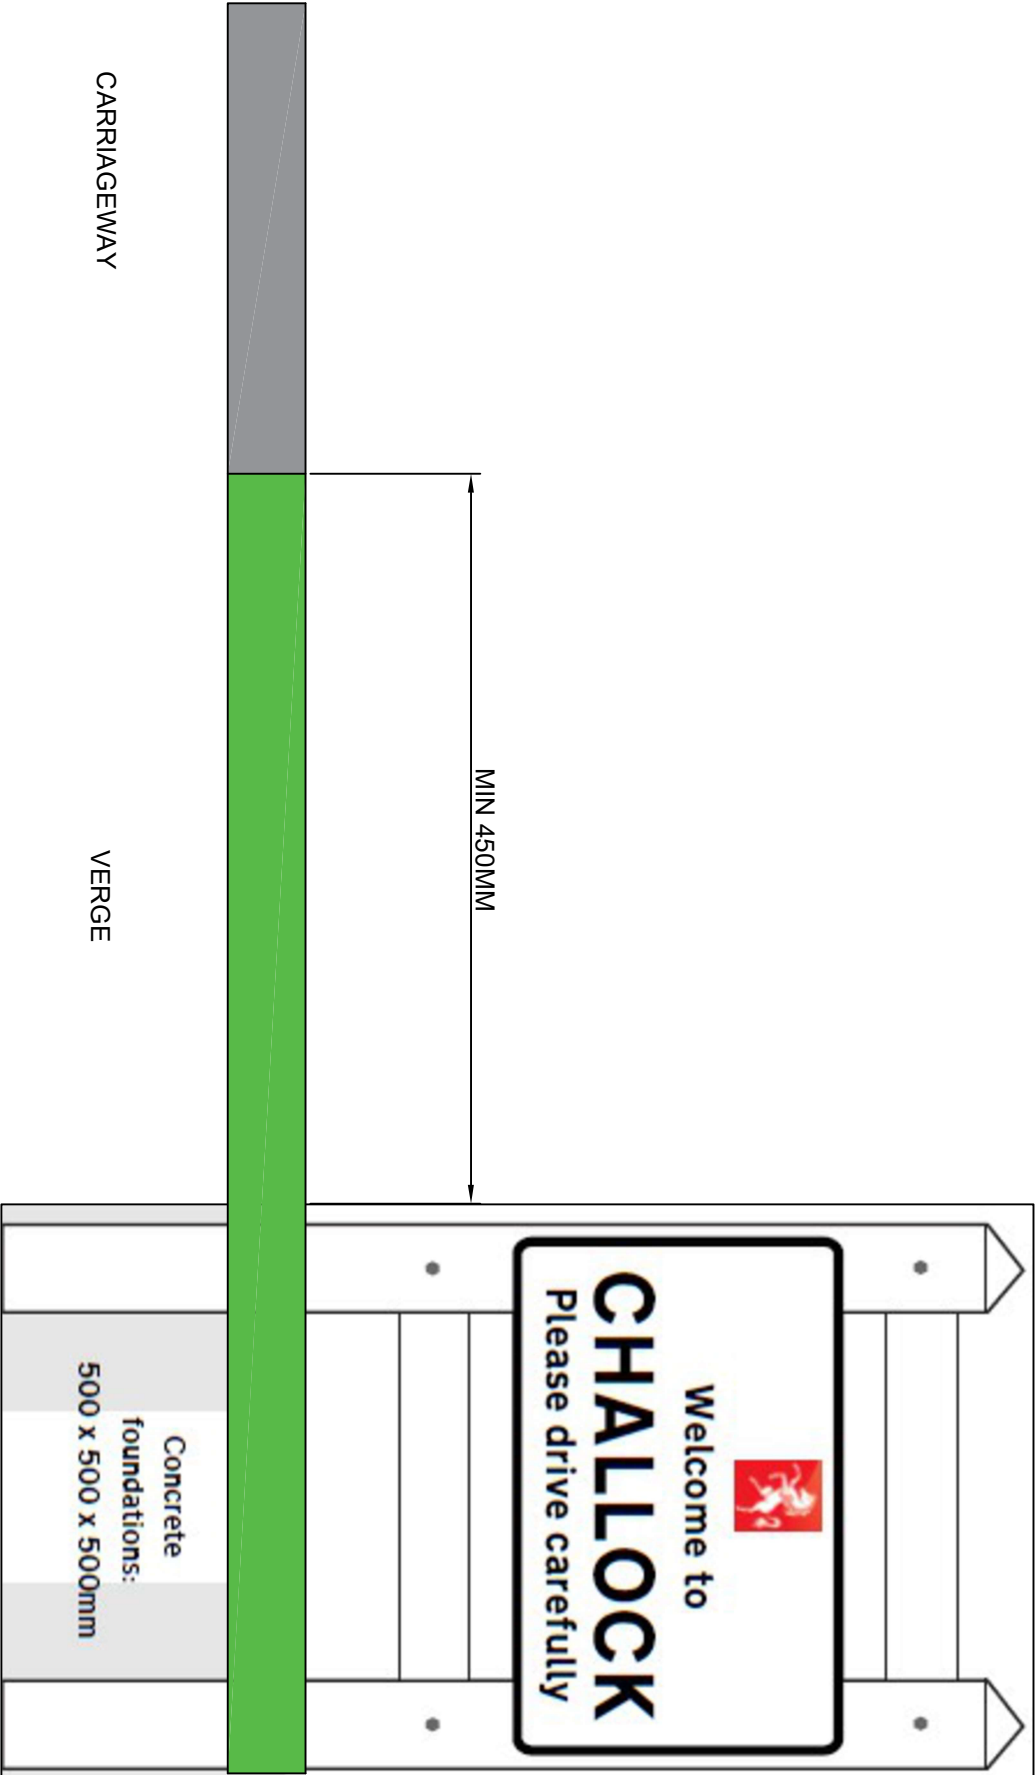 Welcome to
CHALLOCK
Please drive carefully
MIN 450MM
Concrete
foundations:
500 x 500 x 500mm
CARRIAGEWAY
VERGE